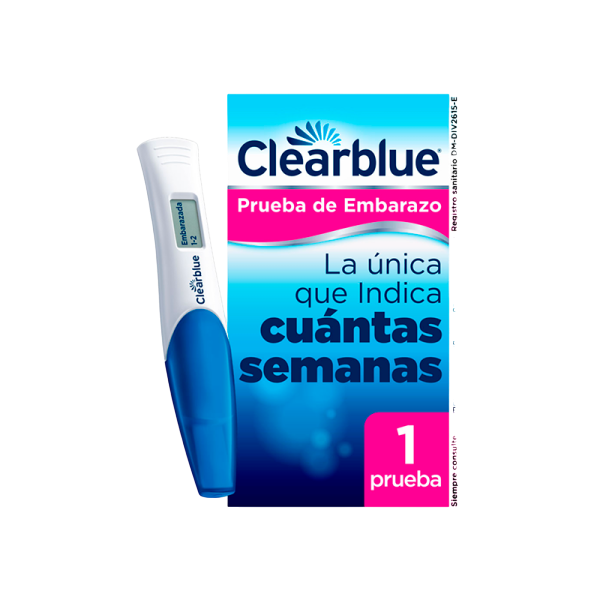 Embarazada
1-2
Clearblue
Clearblue®
Prueba de Embarazo
La única
que Indica
cuántas
semanas
1
prueba
Registro sanitario DM-DIV2615-E
Siempre consulte